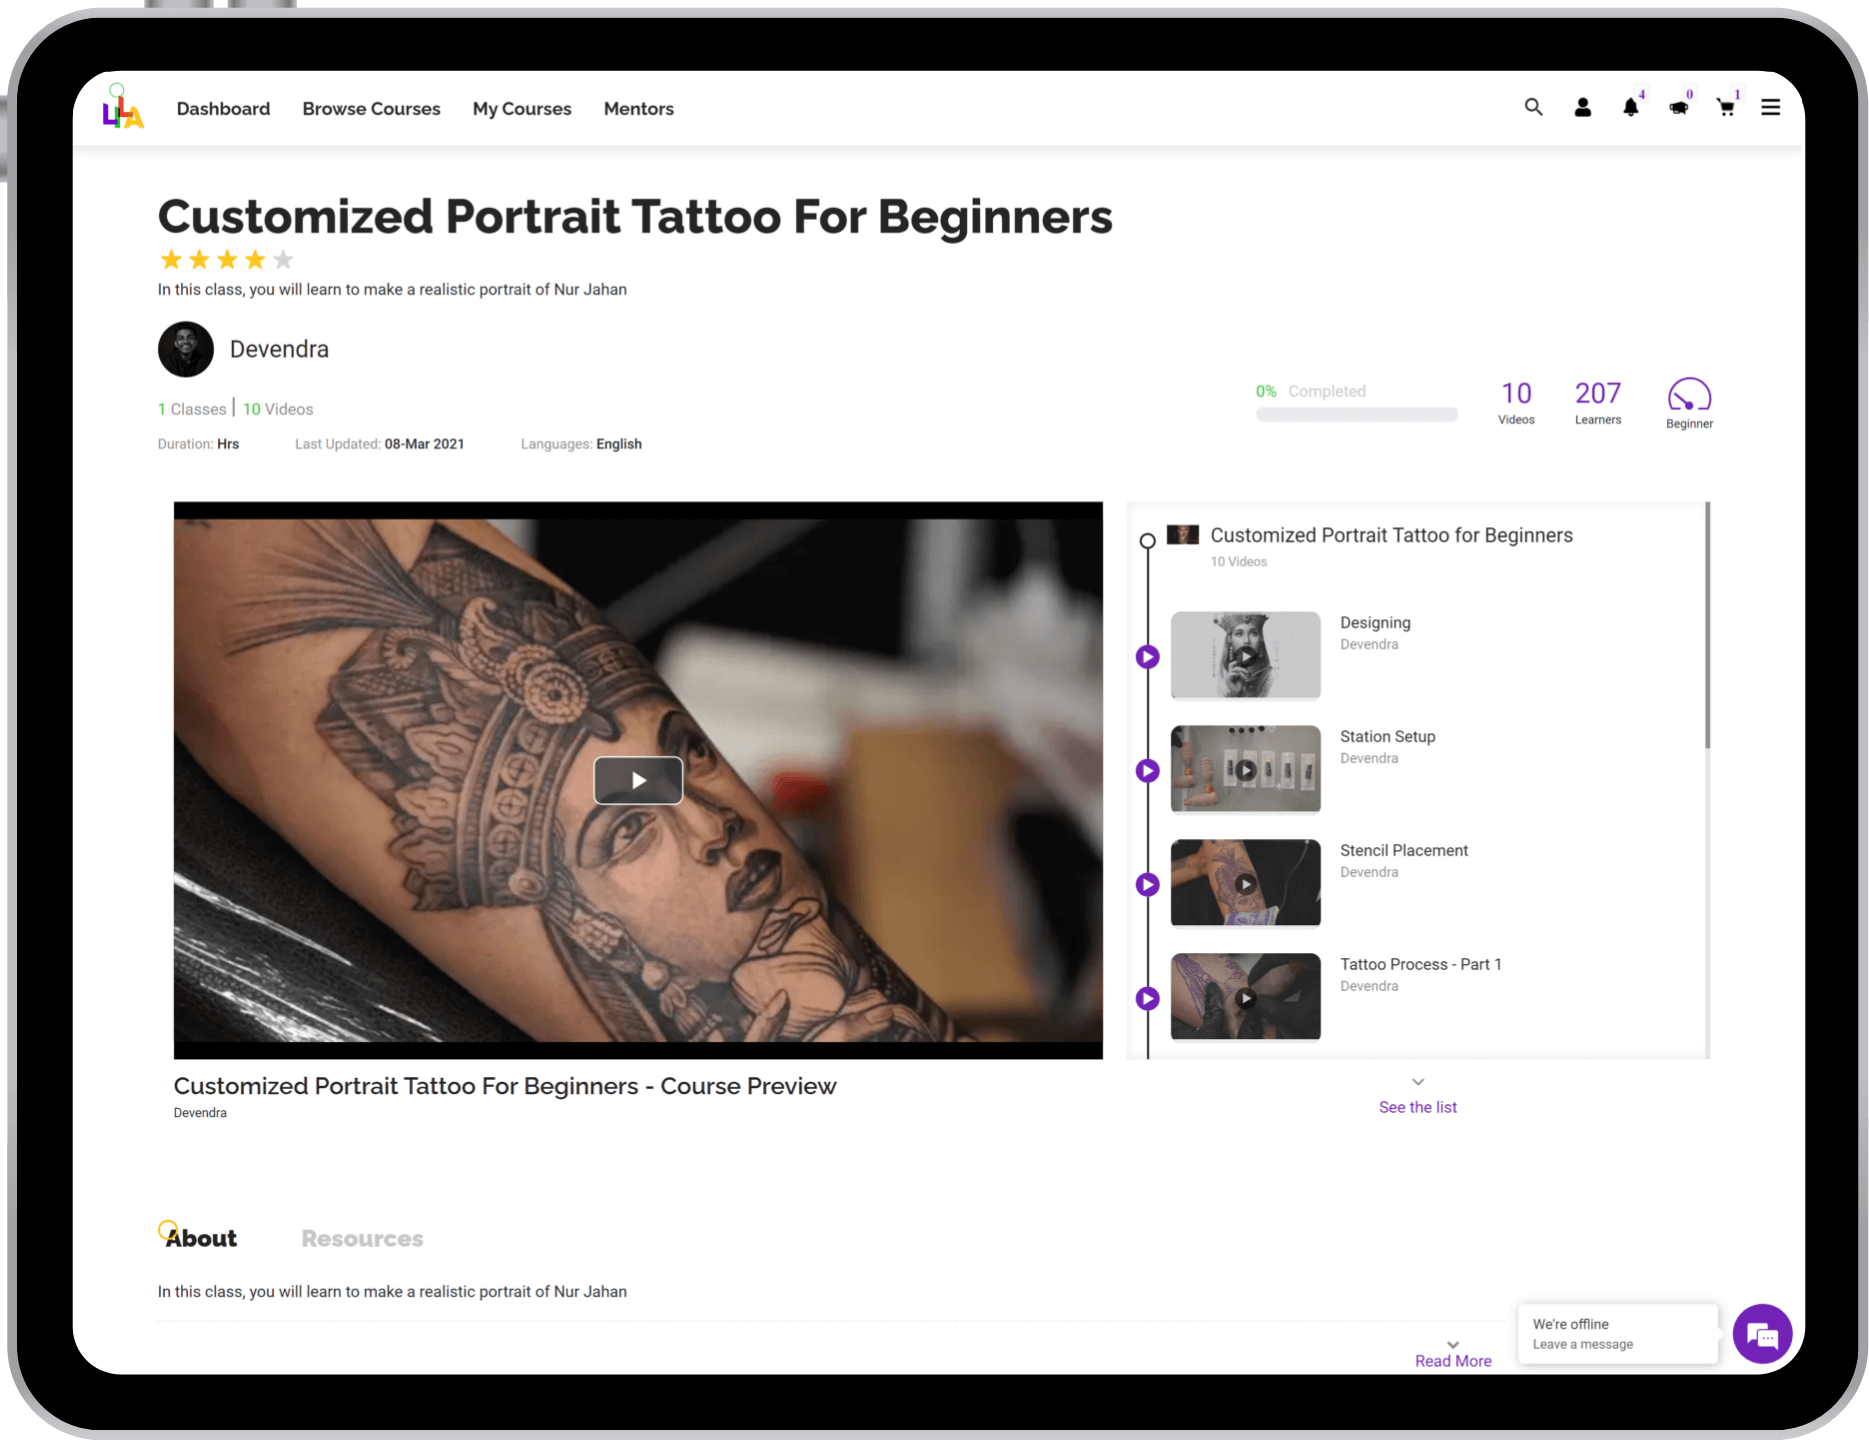 LILA
Dashboard
Browse Courses
My Courses
Mentors
4
0
1
Customized Portrait Tattoo For Beginners
In this class, you will learn to make a realistic portrait of Nur Jahan
Devendra
1 Classes | 10 Videos
Duration: Hrs
Last Updated: 08-Mar 2021
Languages: English
0% Completed
10
Videos
207
Learners
Beginner
Customized Portrait Tattoo For Beginners - Course Preview
Devendra
Customized Portrait Tattoo for Beginners
10 Videos
Designing
Devendra
Station Setup
Devendra
Stencil Placement
Devendra
Tattoo Process - Part 1
Devendra
See the list
About
Resources
In this class, you will learn to make a realistic portrait of Nur Jahan
Read More
We're offline
Leave a message